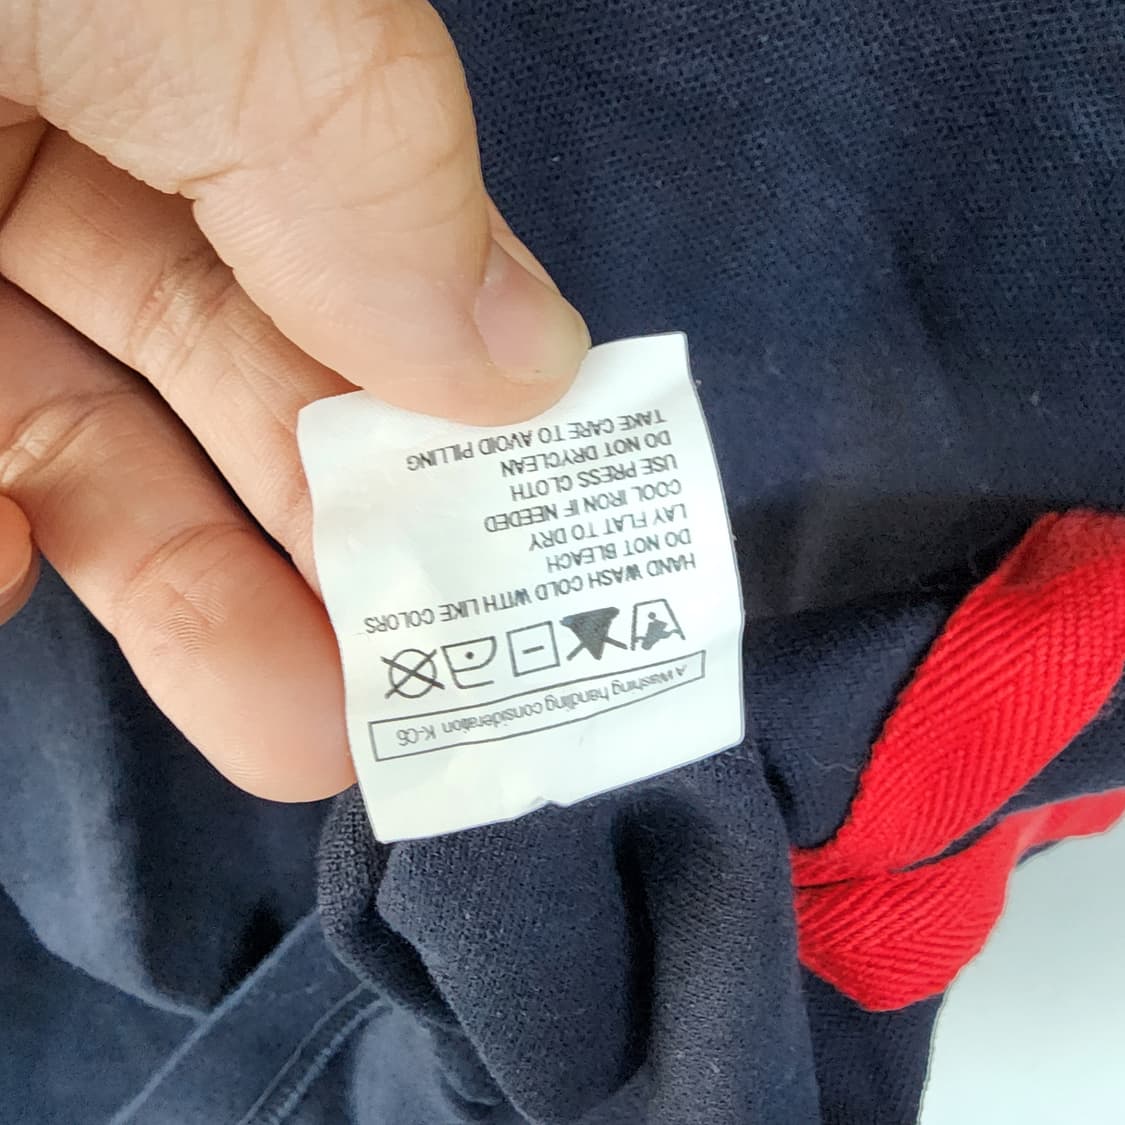 A Washing handling consideration K-C6
HAND WASH COLD WITH LIKE COLORS
DO NOT BLEACH
LAY FLAT TO DRY
COOL IRON IF NEEDED
USE PRESS CLOTH
DO NOT DRYCLEAN
TAKE CARE TO AVOID PILLING